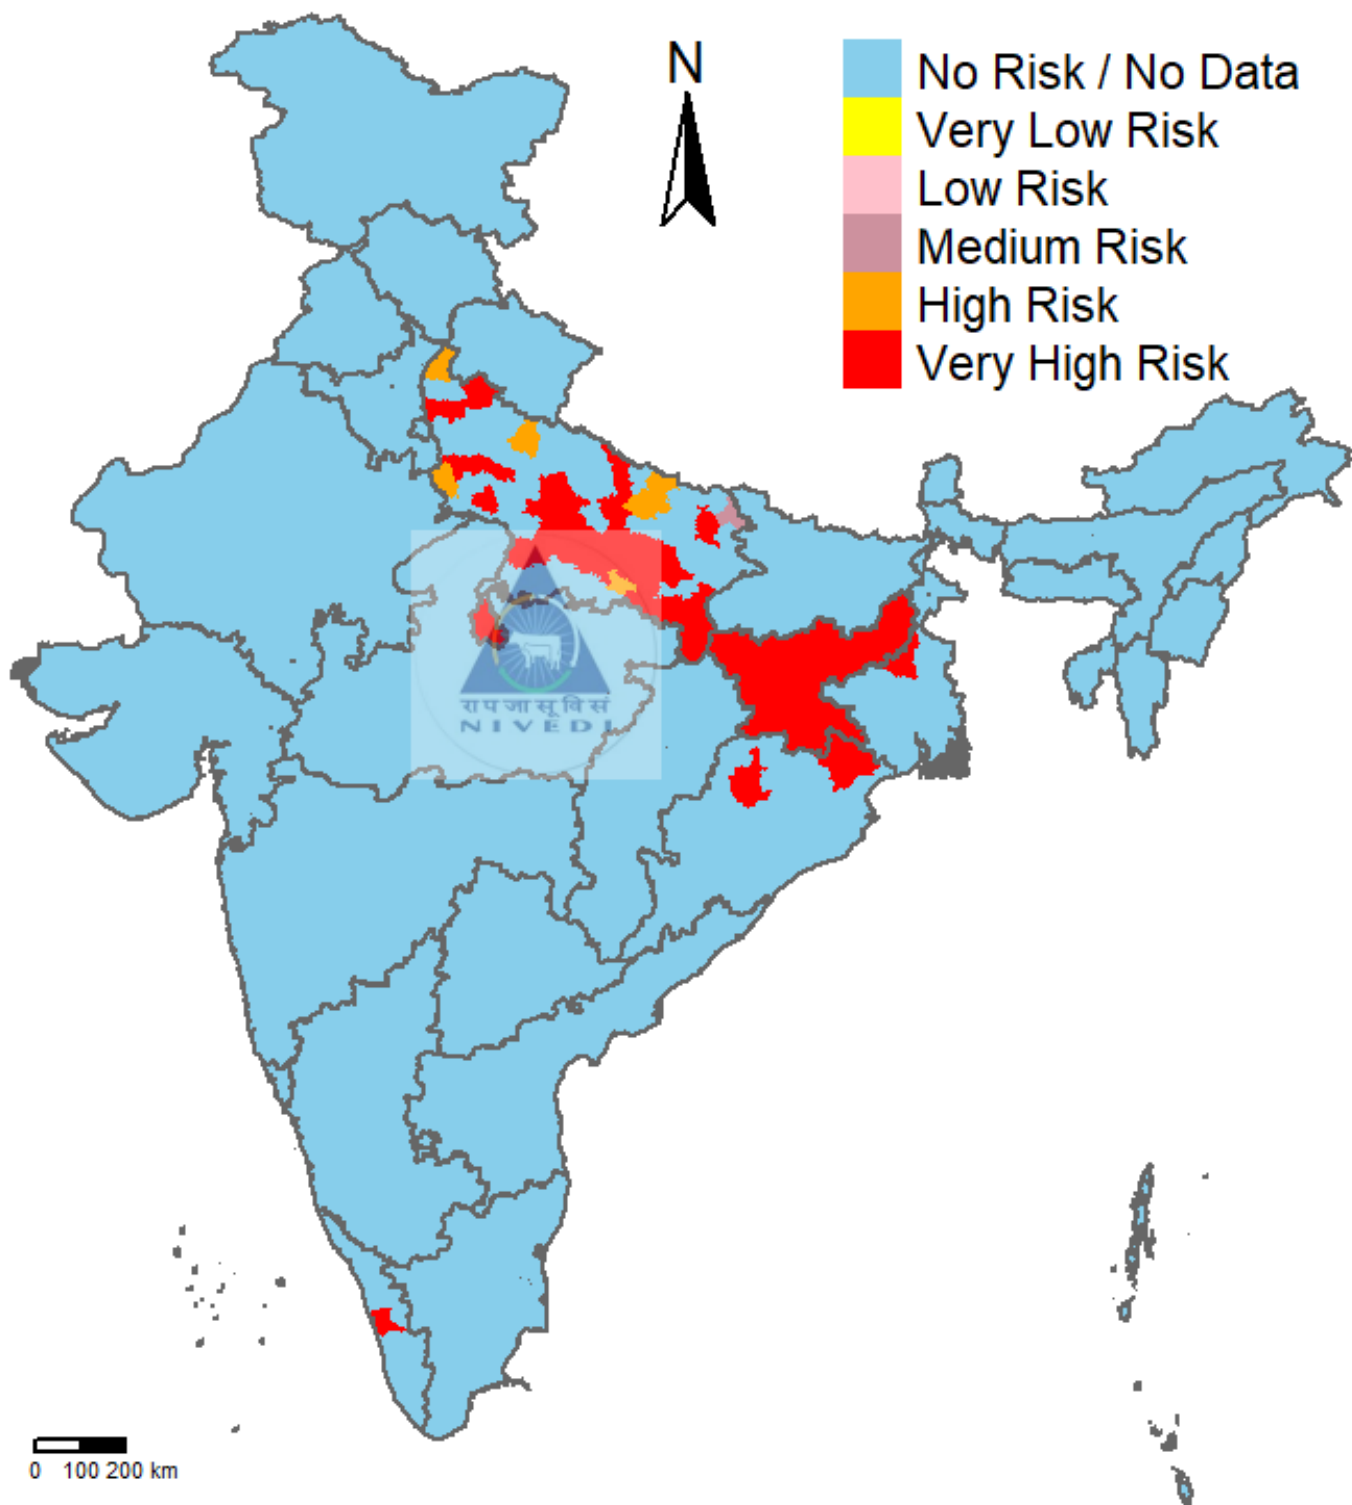 N
No Risk / No Data
Very Low Risk
Low Risk
Medium Risk
High Risk
Very High Risk
रापजासूविसं
NIVEDI
0 100 200 km